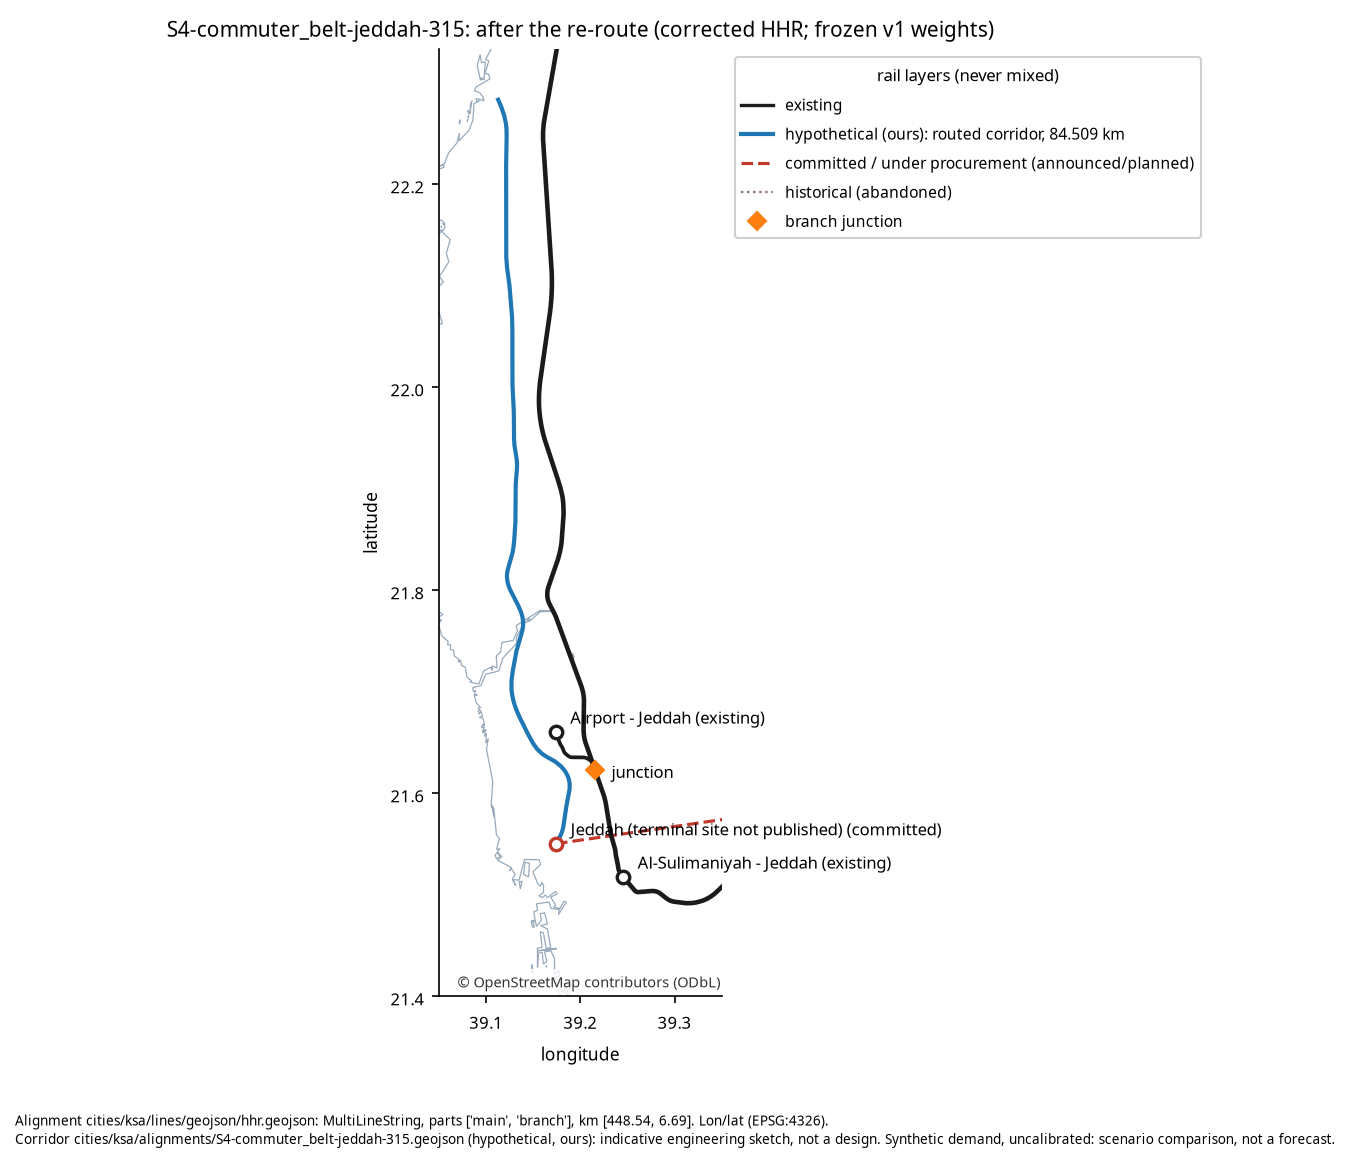 S4-commuter_belt-jeddah-315: after the re-route (corrected HHR; frozen v1 weights)
rail layers (never mixed)
existing
hypothetical (ours): routed corridor, 84.509 km
committed / under procurement (announced/planned)
historical (abandoned)
branch junction
22.2
22.0
21.8
21.6
21.4
latitude
Airport - Jeddah (existing)
junction
Jeddah (terminal site not published) (committed)
Al-Sulimaniyah - Jeddah (existing)
© OpenStreetMap contributors (ODbL)
39.1
39.2
39.3
longitude
Alignment cities/ksa/lines/geojson/hhr.geojson: MultiLineString, parts ['main', 'branch'], km [448.54, 6.69]. Lon/lat (EPSG:4326).
Corridor cities/ksa/alignments/S4-commuter_belt-jeddah-315.geojson (hypothetical, ours): indicative engineering sketch, not a design. Synthetic demand, uncalibrated: scenario comparison, not a forecast.